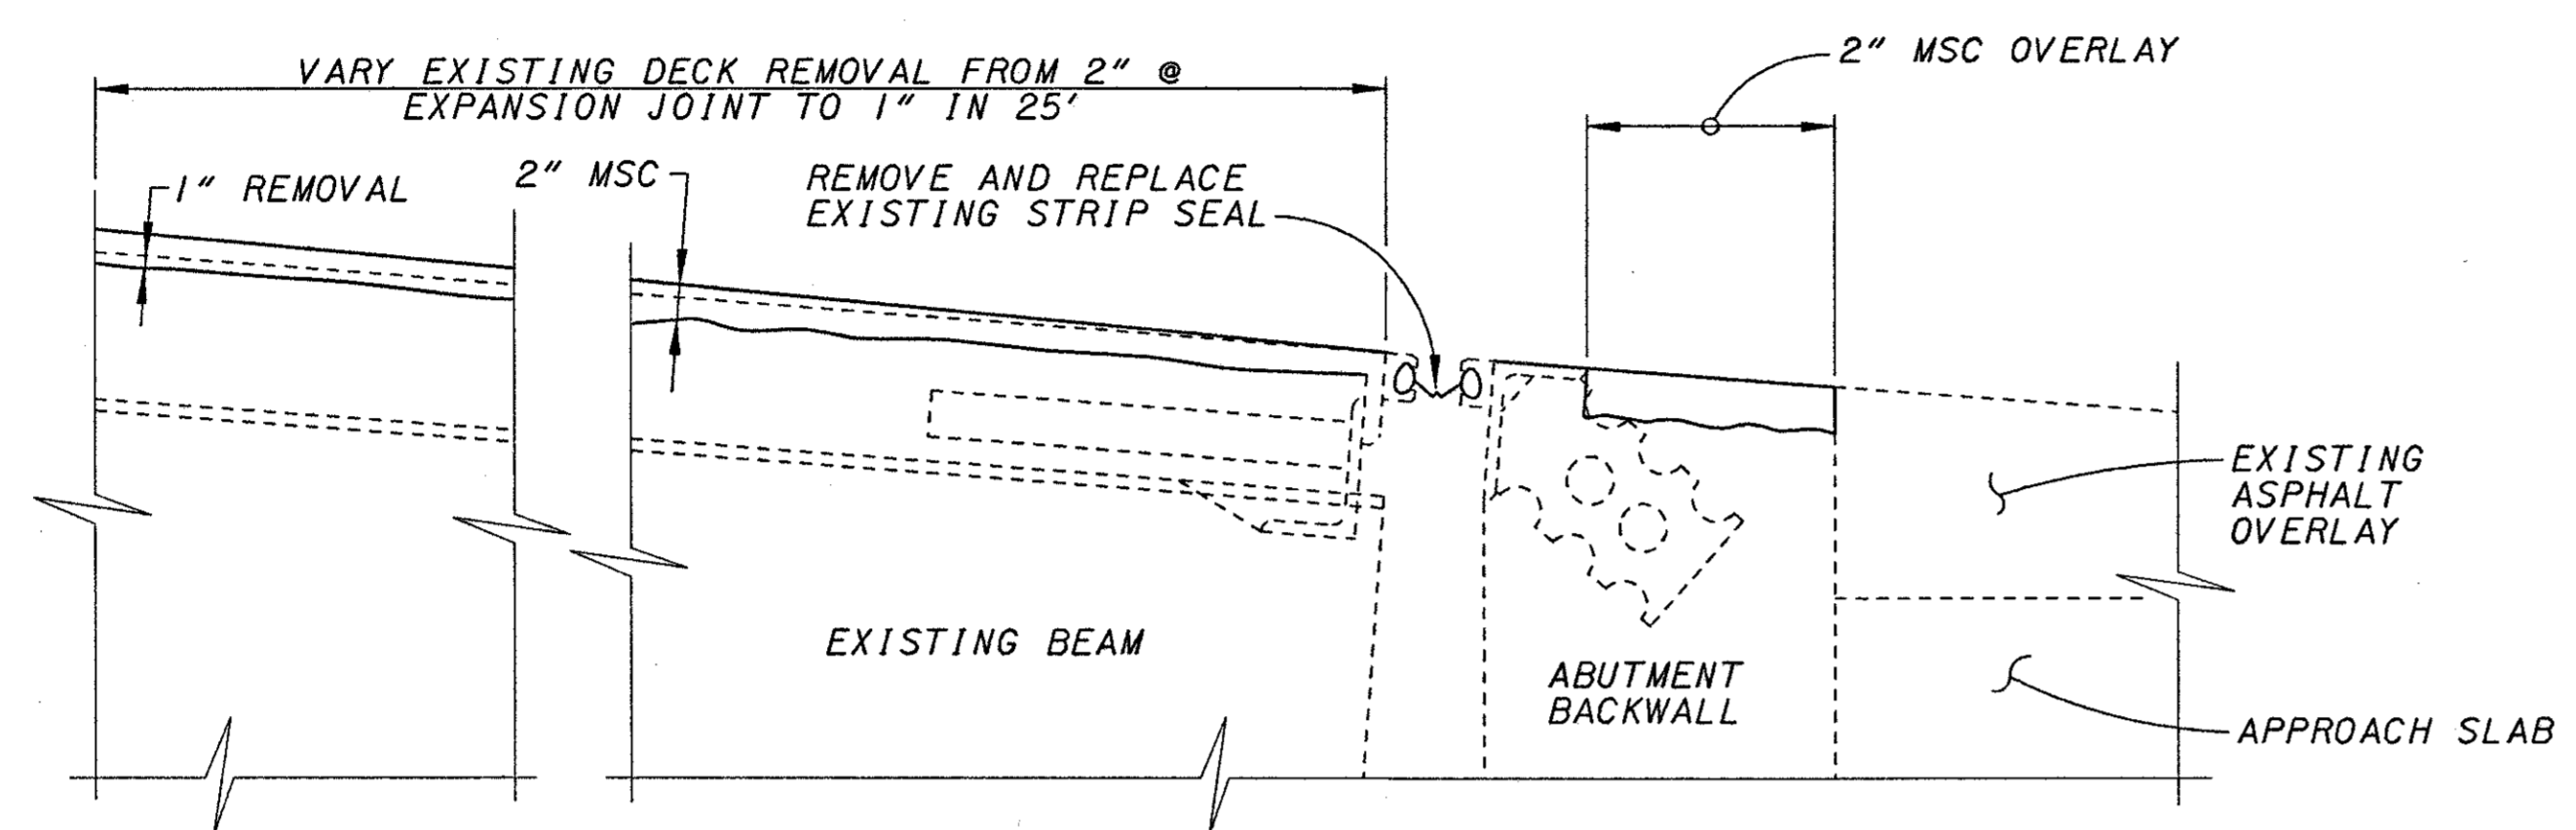 VARY EXISTING DECK REMOVAL FROM 2" @
EXPANSION JOINT TO 1" IN 25'
2" MSC OVERLAY
1" REMOVAL
2" MSC
REMOVE AND REPLACE
EXISTING STRIP SEAL
EXISTING
ASPHALT
OVERLAY
EXISTING BEAM
ABUTMENT
BACKWALL
APPROACH SLAB